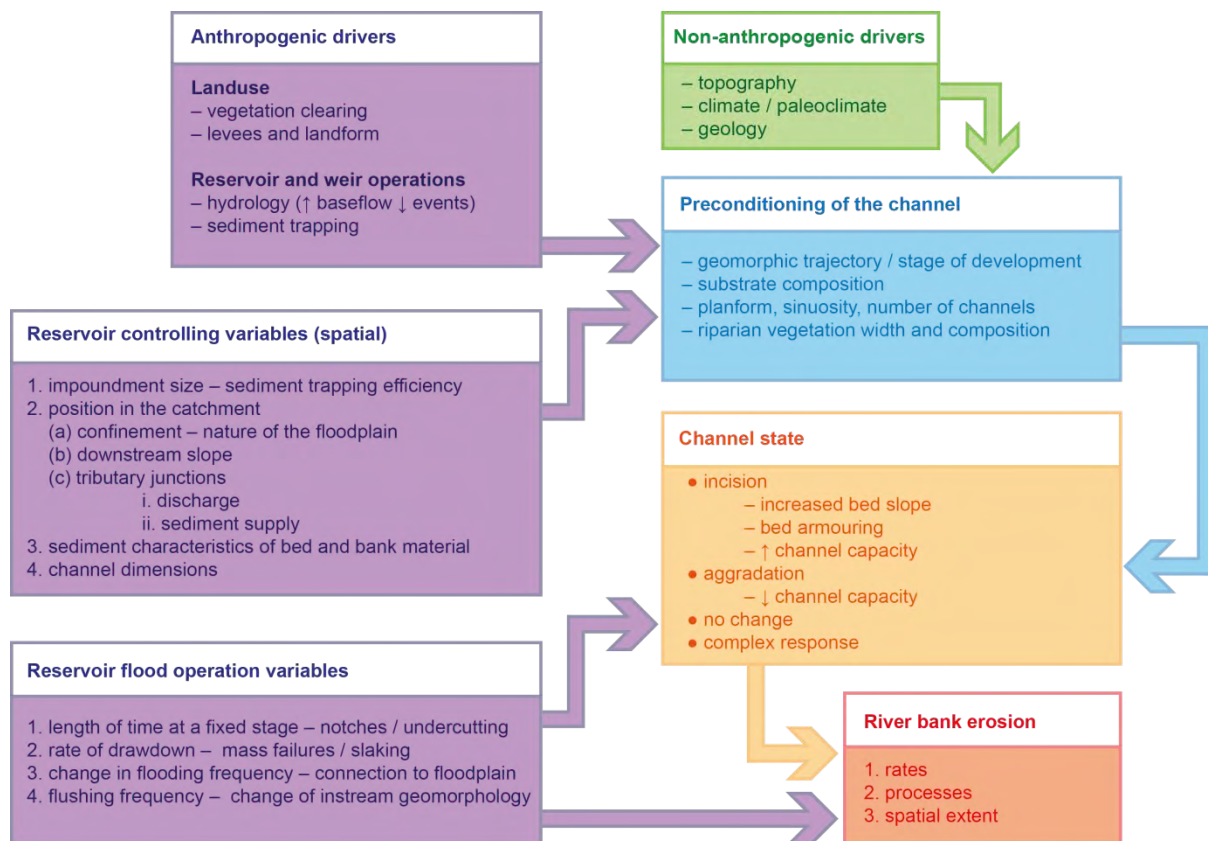 Anthropogenic drivers
Landuse
– vegetation clearing
– levees and landform
Reservoir and weir operations
– hydrology (↑ baseflow ↓ events)
– sediment trapping
Non-anthropogenic drivers
– topography
– climate / paleoclimate
– geology
Preconditioning of the channel
– geomorphic trajectory / stage of development
– substrate composition
– planform, sinuosity, number of channels
– riparian vegetation width and composition
Reservoir controlling variables (spatial)
1. impoundment size – sediment trapping efficiency
2. position in the catchment
(a) confinement – nature of the floodplain
(b) downstream slope
(c) tributary junctions
i. discharge
ii. sediment supply
3. sediment characteristics of bed and bank material
4. channel dimensions
Channel state
● incision
– increased bed slope
– bed armouring
– ↑ channel capacity
● aggradation
– ↓ channel capacity
● no change
● complex response
Reservoir flood operation variables
1. length of time at a fixed stage – notches / undercutting
2. rate of drawdown – mass failures / slaking
3. change in flooding frequency – connection to floodplain
4. flushing frequency – change of instream geomorphology
River bank erosion
1. rates
2. processes
3. spatial extent